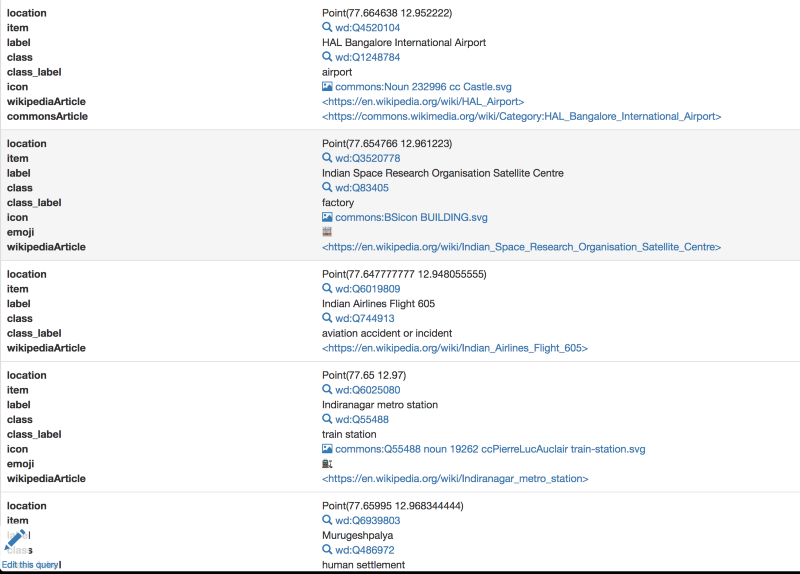 location Point(77.664638 12.952222)
item wd:Q4520104
label HAL Bangalore International Airport
class wd:Q1248784
class_label airport
icon commons:Noun 232996 cc Castle.svg
wikipediaArticle <https://en.wikipedia.org/wiki/HAL_Airport>
commonsArticle <https://commons.wikimedia.org/wiki/Category:HAL_Bangalore_International_Airport>
location Point(77.654766 12.961223)
item wd:Q3520778
label Indian Space Research Organisation Satellite Centre
class wd:Q83405
class_label factory
icon commons:BSicon BUILDING.svg
emoji
wikipediaArticle <https://en.wikipedia.org/wiki/Indian_Space_Research_Organisation_Satellite_Centre>
location Point(77.647777777 12.948055555)
item wd:Q6019809
label Indian Airlines Flight 605
class wd:Q744913
class_label aviation accident or incident
wikipediaArticle <https://en.wikipedia.org/wiki/Indian_Airlines_Flight_605>
location Point(77.65 12.97)
item wd:Q6025080
label Indiranagar metro station
class wd:Q55488
class_label train station
icon commons:Q55488 noun 19262 ccPierreLucAuclair train-station.svg
emoji
wikipediaArticle <https://en.wikipedia.org/wiki/Indiranagar_metro_station>
location Point(77.65995 12.968344444)
item wd:Q6939803
label Murugeshpalya
class wd:Q486972
Edit this query human settlement